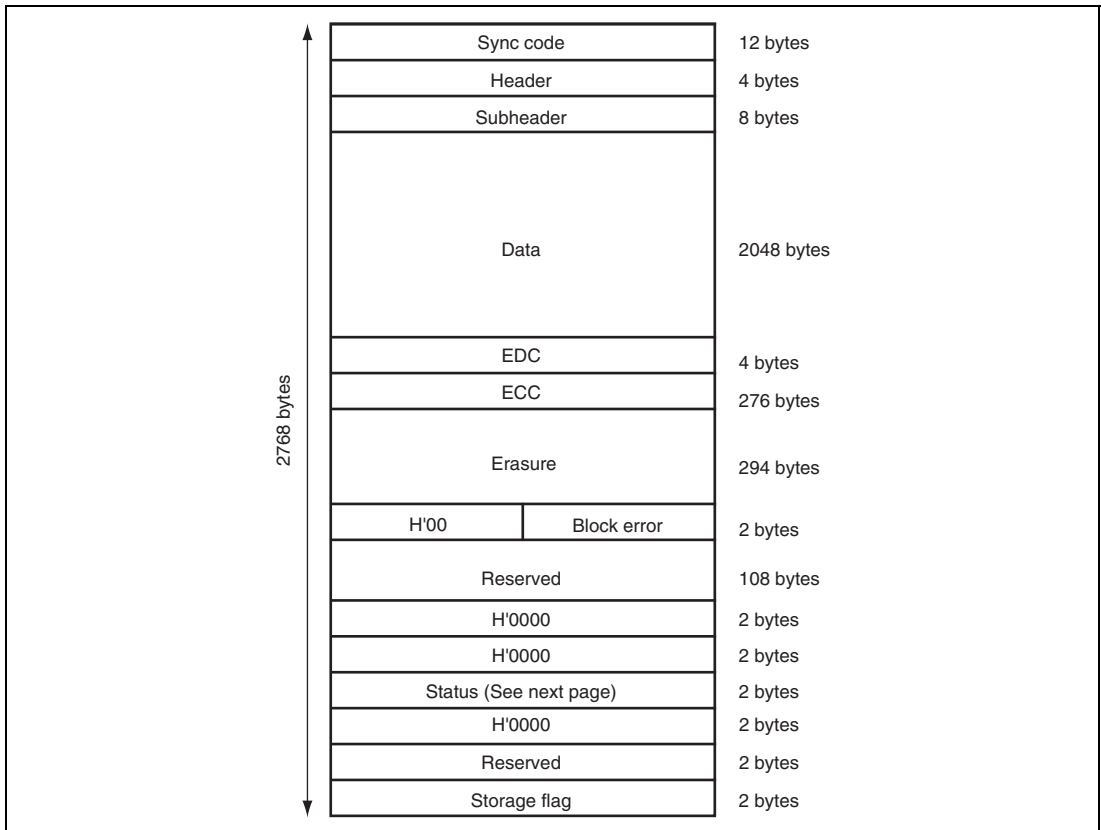 Sync code 12 bytes
Header 4 bytes
Subheader 8 bytes
Data 2048 bytes
EDC 4 bytes
ECC 276 bytes
2768 bytes
Erasure 294 bytes
H'00 Block error 2 bytes
Reserved 108 bytes
H'0000 2 bytes
H'0000 2 bytes
Status (See next page) 2 bytes
H'0000 2 bytes
Reserved 2 bytes
Storage flag 2 bytes